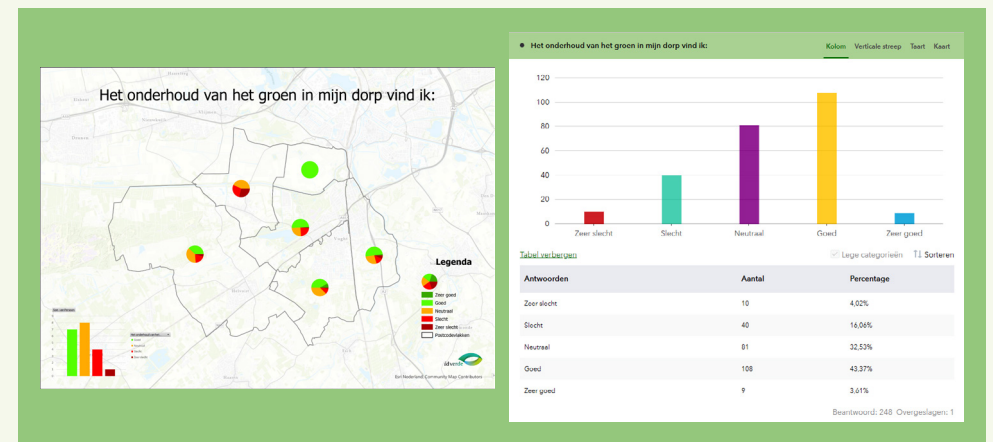 Het onderhoud van het groen in mijn dorp vind ik:
Vught
Legenda
Zeer goed
Goed
Neutraal
Slecht
Zeer slecht
Postcodevlakken
idverde
Esri Nederland, Community Map Contributors
Het onderhoud van het groen in mijn dorp vind ik:
Kolom Verticale streep Taart Kaart
120
100
80
60
40
20
0
Zeer slecht Slecht Neutraal Goed Zeer goed
Tabel verbergen Lege categorieën Sorteren
Antwoorden Aantal Percentage
Zeer slecht 10 4,02%
Slecht 40 16,06%
Neutraal 81 32,53%
Goed 108 43,37%
Zeer goed 9 3,61%
Beantwoord: 248 Overgeslagen: 1